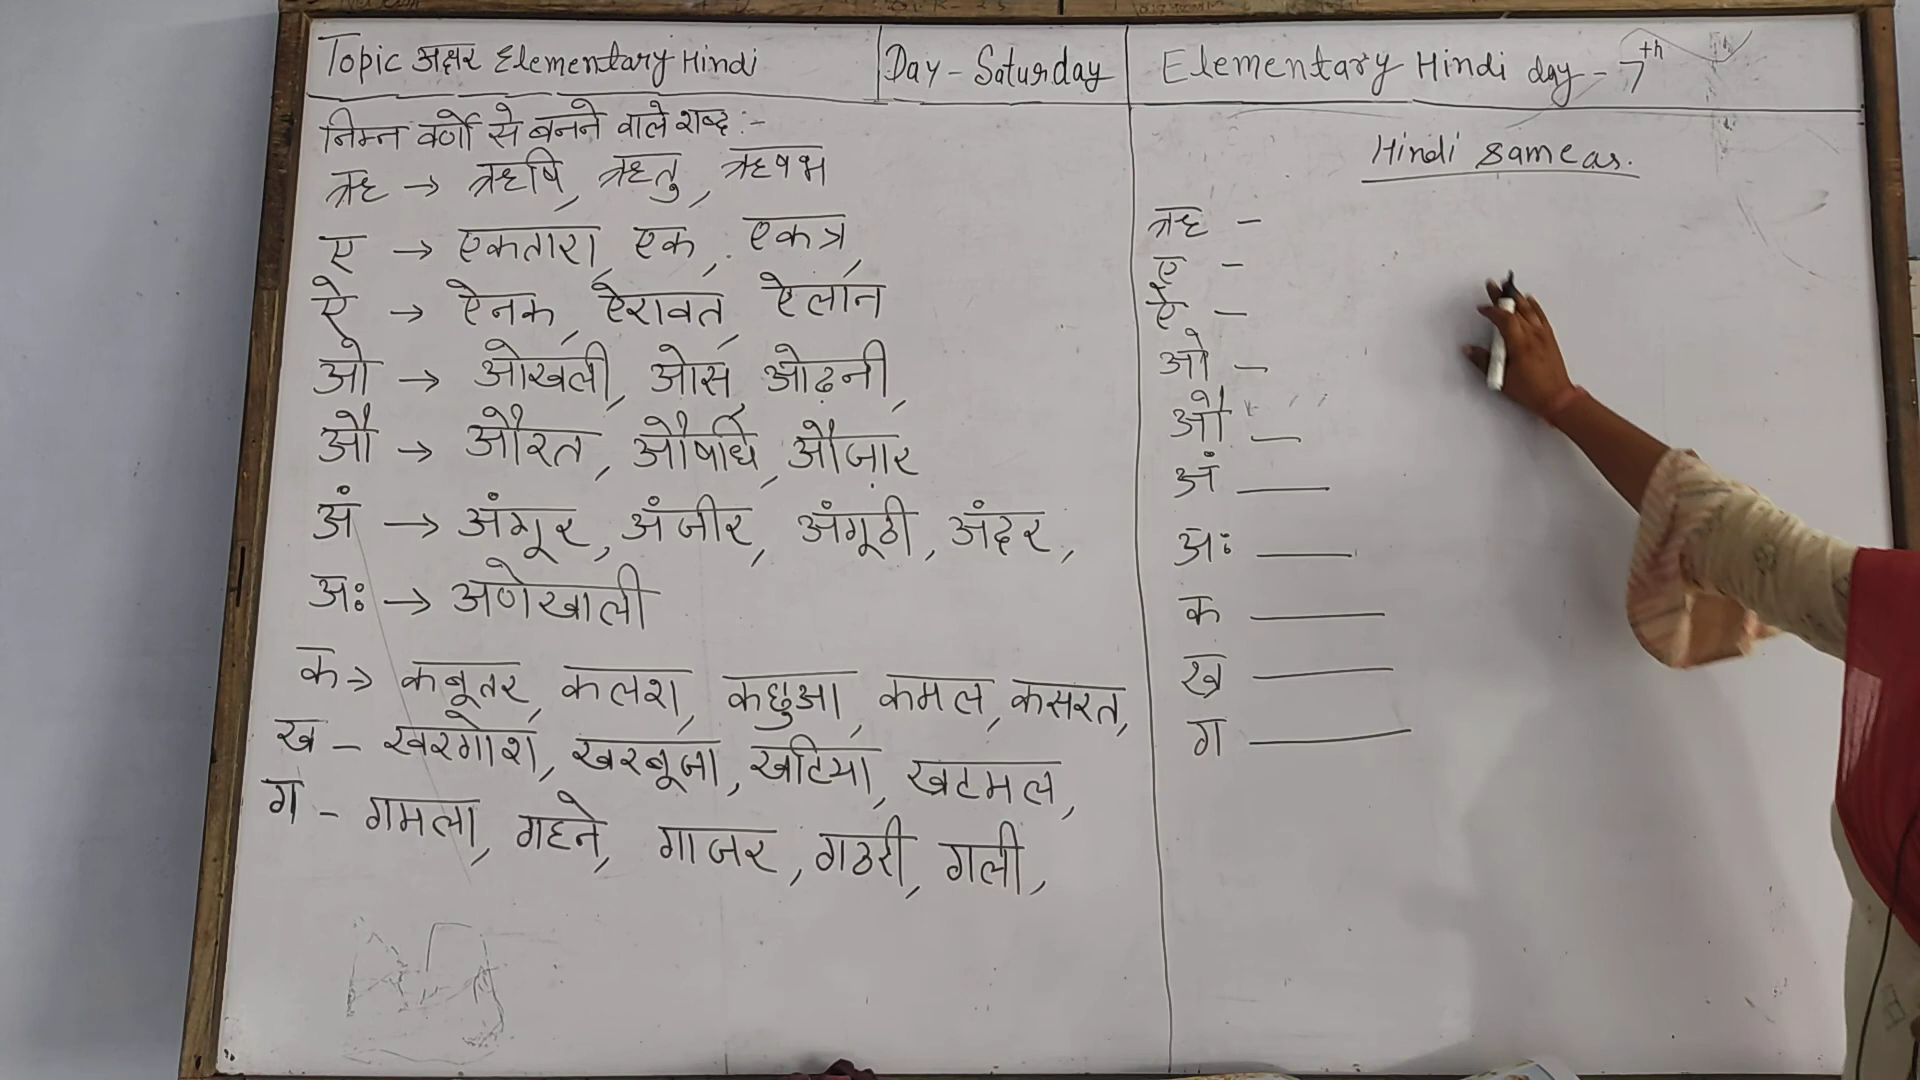 Topic अक्षर Elementary Hindi
Day - Saturday
निम्न वर्णो से बनने वाले शब्द :-
ऋ → ऋषि, ऋतु, ऋषभ
ए → एकतारा, एक, एकत्र,
ऐ → ऐनक, ऐरावत, ऐलान
ओ → ओखली, ओस, ओढ़नी,
औ → औरत, औषधि, औज़ार
अं → अंगूर, अंजीर, अंगूठी, अंदर,
अः → अणेखाली
क → कबूतर, कलश, कछुआ, कमल, कसरत,
ख - खरगोश, खरबूजा, खटिया, खटमल,
ग - गमला, गहने, गाजर, गठरी, गली,
Elementary Hindi day - 7th
Hindi same as.
ऋ -
ए -
ऐ -
ओ -
औ -
अं -
अः -
क -
ख -
ग -